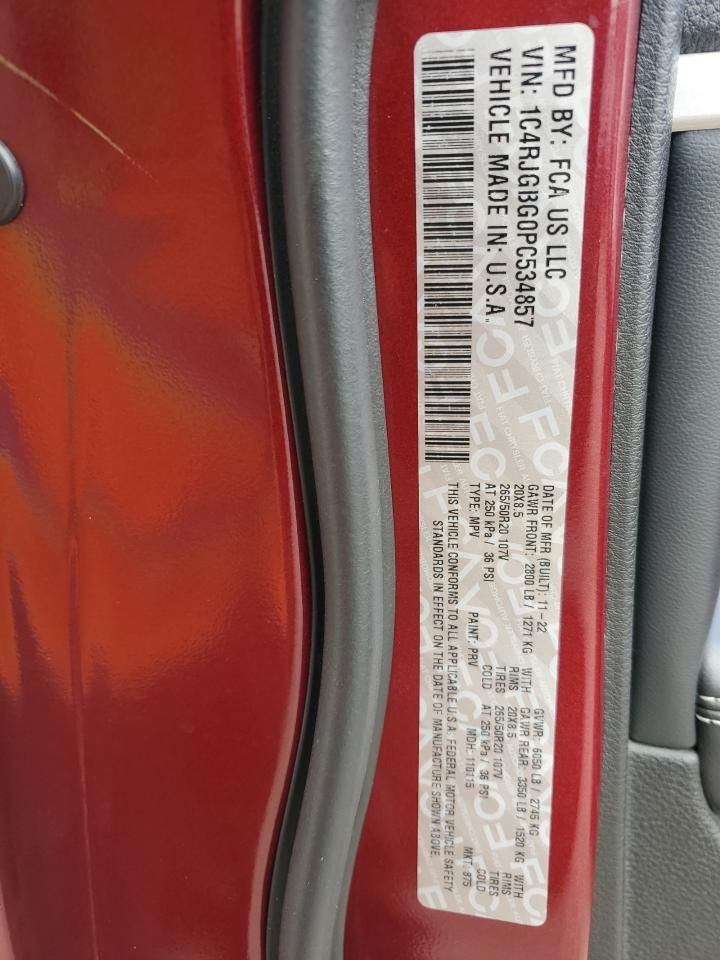 MFD BY: FCA US LLC
VIN: 1C4RJGBG0PC534857
VEHICLE MADE IN: U.S.A.
DATE OF MFR (BUILT): 11-22 GVWR: 6050 LB / 2745 KG
GAWR FRONT: 2800 LB / 1271 KG WITH GAWR REAR: 3350 LB / 1520 KG
20X8.5 RIMS 20X8.5 RIMS
265/50R20 107V TIRES 265/50R20 107V TIRES
AT 250 kPa / 36 PSI COLD AT 250 kPa / 36 PSI COLD
TYPE: MPV PAINT: PRV MDH: 110115 MKT: 875
THIS VEHICLE CONFORMS TO ALL APPLICABLE U.S.A. FEDERAL MOTOR VEHICLE SAFETY
STANDARDS IN EFFECT ON THE DATE OF MANUFACTURE SHOWN ABOVE.